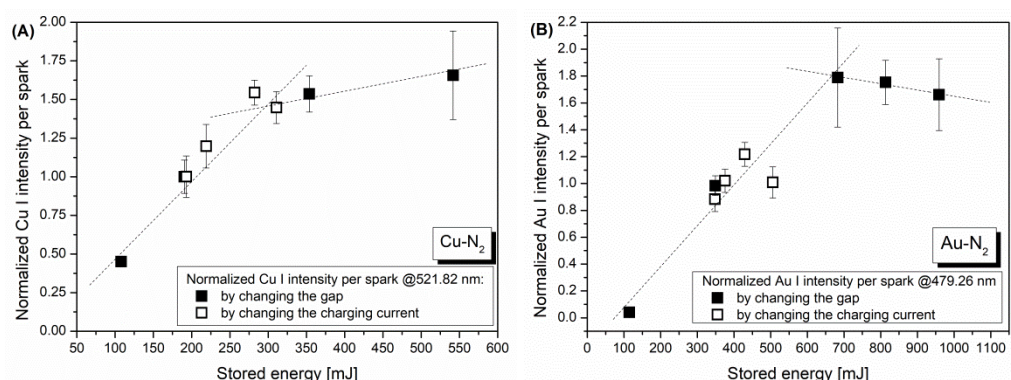 (A)
Normalized Cu I intensity per spark
2.00
1.75
1.50
1.25
1.00
0.75
0.50
0.25
0.00
Cu-N2
Normalized Cu I intensity per spark @521.82 nm:
by changing the gap
by changing the charging current
50 100 150 200 250 300 350 400 450 500 550 600
Stored energy [mJ]
(B)
Normalized Au I intensity per spark
2.2
2.0
1.8
1.6
1.4
1.2
1.0
0.8
0.6
0.4
0.2
0.0
Au-N2
Normalized Au I intensity per spark @479.26 nm
by changing the gap
by changing the charging current
0 100 200 300 400 500 600 700 800 900 1000 1100
Stored energy [mJ]